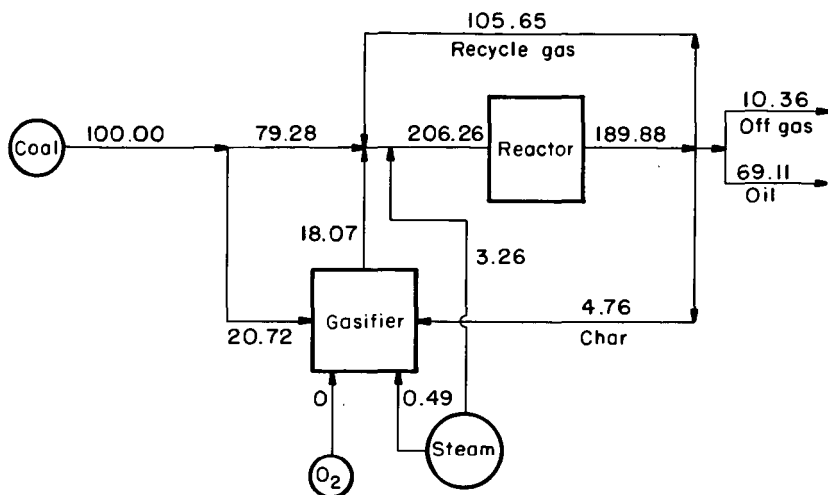 105.65
Recycle gas
Coal
100.00
79.28
206.26
Reactor
189.88
10.36
Off gas
69.11
Oil
18.07
3.26
20.72
Gasifier
4.76
Char
0
0.49
O2
Steam